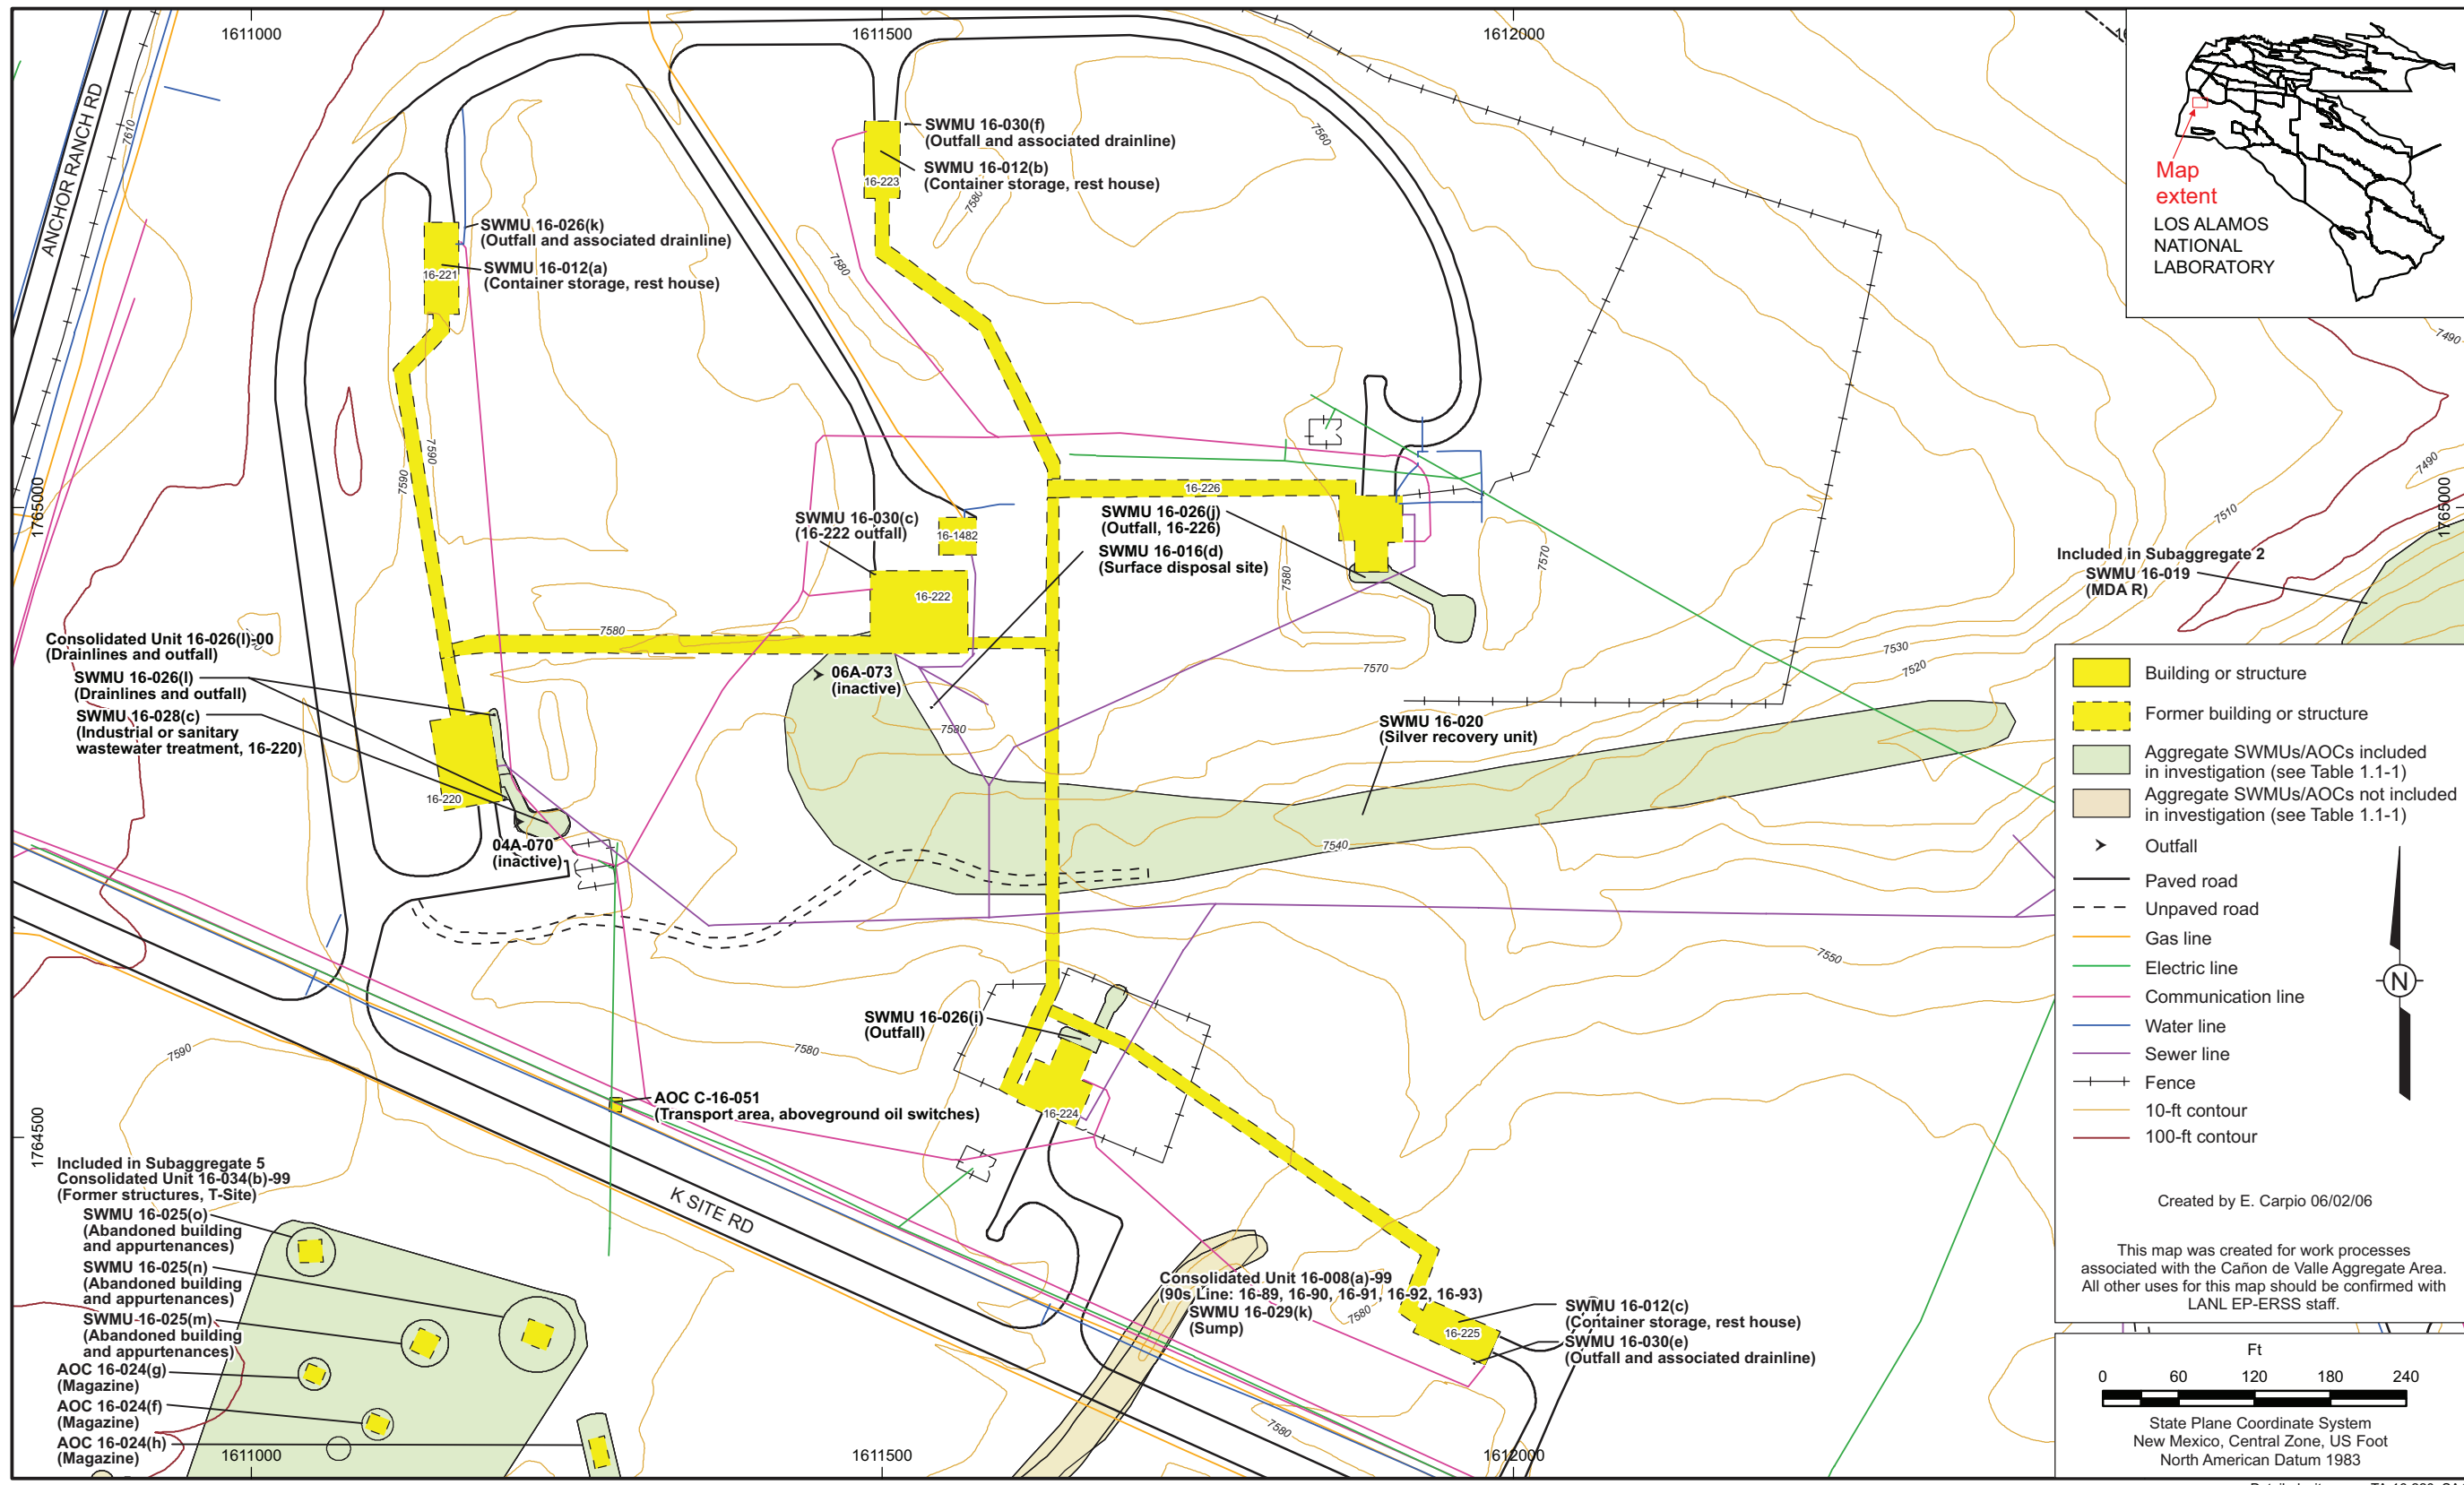 1611000
1611500
1612000
ANCHOR RANCH RD
7610
SWMU 16-030(f)
(Outfall and associated drainline)
SWMU 16-012(b)
(Container storage, rest house)
16-223
7580
7560
7580
SWMU 16-026(k)
(Outfall and associated drainline)
SWMU 16-012(a)
(Container storage, rest house)
16-221
Map
extent
LOS ALAMOS
NATIONAL
LABORATORY
7490
7490
7510
7590
7590
1765000
1765000
16-226
SWMU 16-030(c)
(16-222 outfall)
16-1482
SWMU 16-026(j)
(Outfall, 16-226)
SWMU 16-016(d)
(Surface disposal site)
7580
7570
Included in Subaggregate 2
SWMU 16-019
(MDA R)
16-222
7580
7570
7530
7520
Consolidated Unit 16-026(l)-00
(Drainlines and outfall)
SWMU 16-026(l)
(Drainlines and outfall)
SWMU 16-028(c)
(Industrial or sanitary
wastewater treatment, 16-220)
06A-073
(inactive)
7580
SWMU 16-020
(Silver recovery unit)
16-220
04A-070
(inactive)
7540
7550
Building or structure
Former building or structure
Aggregate SWMUs/AOCs included
in investigation (see Table 1.1-1)
Aggregate SWMUs/AOCs not included
in investigation (see Table 1.1-1)
Outfall
Paved road
Unpaved road
Gas line
Electric line
Communication line
Water line
Sewer line
Fence
10-ft contour
100-ft contour
N
SWMU 16-026(i)
(Outfall)
7590
7580
AOC C-16-051
(Transport area, aboveground oil switches)
16-224
1764500
K SITE RD
Included in Subaggregate 5
Consolidated Unit 16-034(b)-99
(Former structures, T-Site)
SWMU 16-025(o)
(Abandoned building
and appurtenances)
SWMU 16-025(n)
(Abandoned building
and appurtenances)
SWMU 16-025(m)
(Abandoned building
and appurtenances)
AOC 16-024(g)
(Magazine)
AOC 16-024(f)
(Magazine)
AOC 16-024(h)
(Magazine)
Consolidated Unit 16-008(a)-99
(90s Line: 16-89, 16-90, 16-91, 16-92, 16-93)
SWMU 16-029(k)
(Sump)
7580
16-225
SWMU 16-012(c)
(Container storage, rest house)
SWMU 16-030(e)
(Outfall and associated drainline)
7580
Created by E. Carpio 06/02/06
This map was created for work processes
associated with the Cañon de Valle Aggregate Area.
All other uses for this map should be confirmed with
LANL EP-ERSS staff.
Ft
0 60 120 180 240
State Plane Coordinate System
New Mexico, Central Zone, US Foot
North American Datum 1983
1611000
1611500
1612000